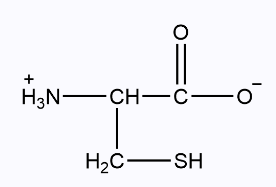 O
+
H₃N CH C O⁻
H₂C SH